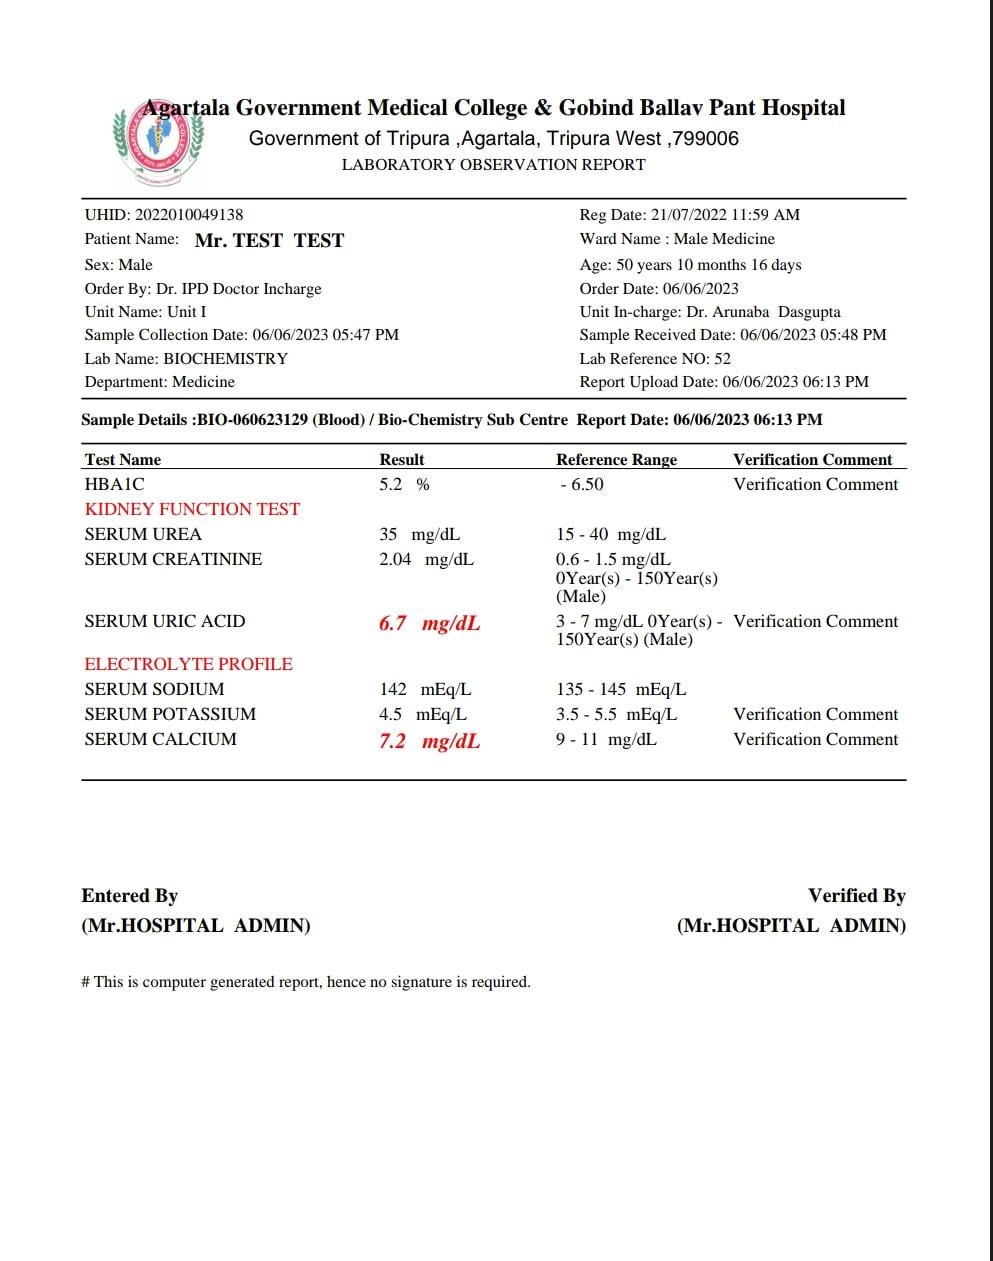 Agartala Government Medical College & Gobind Ballav Pant Hospital
Government of Tripura ,Agartala, Tripura West ,799006
LABORATORY OBSERVATION REPORT
UHID: 2022010049138 Reg Date: 21/07/2022 11:59 AM
Patient Name: Mr. TEST TEST Ward Name : Male Medicine
Sex: Male Age: 50 years 10 months 16 days
Order By: Dr. IPD Doctor Incharge Order Date: 06/06/2023
Unit Name: Unit I Unit In-charge: Dr. Arunaba Dasgupta
Sample Collection Date: 06/06/2023 05:47 PM Sample Received Date: 06/06/2023 05:48 PM
Lab Name: BIOCHEMISTRY Lab Reference NO: 52
Department: Medicine Report Upload Date: 06/06/2023 06:13 PM
Sample Details :BIO-060623129 (Blood) / Bio-Chemistry Sub Centre Report Date: 06/06/2023 06:13 PM
Test Name Result Reference Range Verification Comment
HBA1C 5.2 % - 6.50 Verification Comment
KIDNEY FUNCTION TEST
SERUM UREA 35 mg/dL 15 - 40 mg/dL
SERUM CREATININE 2.04 mg/dL 0.6 - 1.5 mg/dL
0Year(s) - 150Year(s)
(Male)
SERUM URIC ACID 6.7 mg/dL 3 - 7 mg/dL 0Year(s) - Verification Comment
150Year(s) (Male)
ELECTROLYTE PROFILE
SERUM SODIUM 142 mEq/L 135 - 145 mEq/L
SERUM POTASSIUM 4.5 mEq/L 3.5 - 5.5 mEq/L Verification Comment
SERUM CALCIUM 7.2 mg/dL 9 - 11 mg/dL Verification Comment
Entered By Verified By
(Mr.HOSPITAL ADMIN) (Mr.HOSPITAL ADMIN)
# This is computer generated report, hence no signature is required.